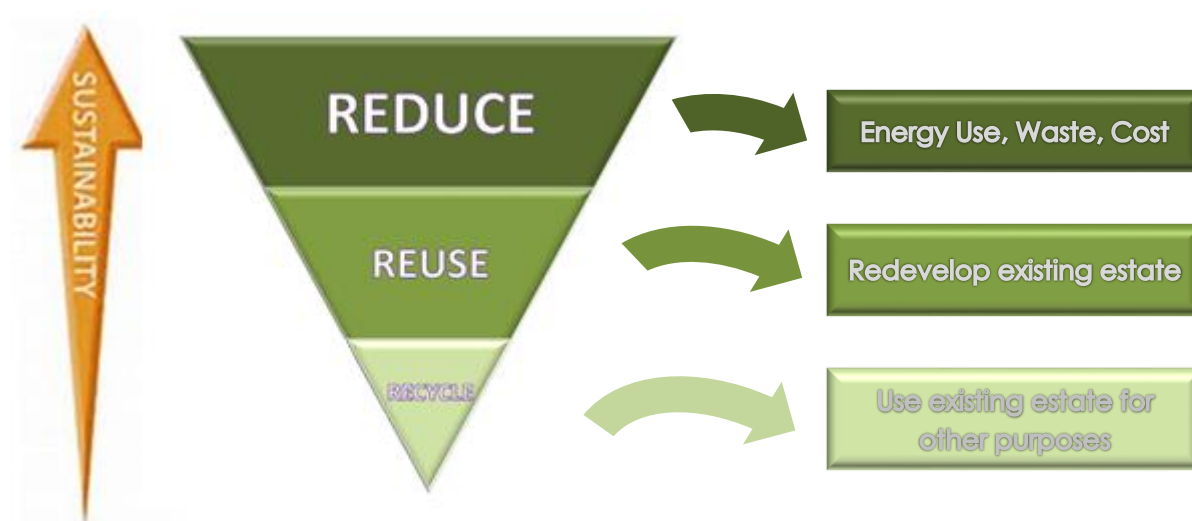 SUSTAINABILITY
REDUCE
Energy Use, Waste, Cost
REUSE
Redevelop existing estate
RECYCLE
Use existing estate for
other purposes